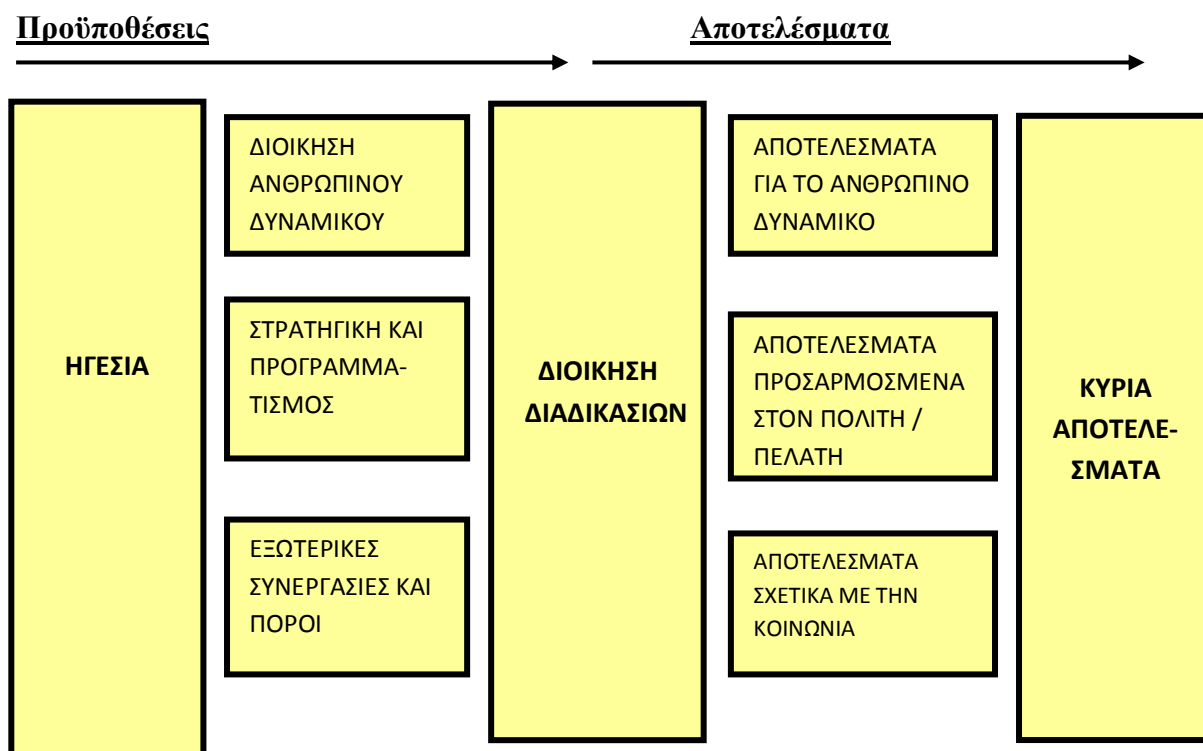 Προϋποθέσεις
Αποτελέσματα
ΗΓΕΣΙΑ
ΔΙΟΙΚΗΣΗ
ΑΝΘΡΩΠΙΝΟΥ
ΔΥΝΑΜΙΚΟΥ
ΣΤΡΑΤΗΓΙΚΗ ΚΑΙ
ΠΡΟΓΡΑΜΜΑ-
ΤΙΣΜΟΣ
ΕΞΩΤΕΡΙΚΕΣ
ΣΥΝΕΡΓΑΣΙΕΣ ΚΑΙ
ΠΟΡΟΙ
ΔΙΟΙΚΗΣΗ
ΔΙΑΔΙΚΑΣΙΩΝ
ΑΠΟΤΕΛΕΣΜΑΤΑ
ΓΙΑ ΤΟ ΑΝΘΡΩΠΙΝΟ
ΔΥΝΑΜΙΚΟ
ΑΠΟΤΕΛΕΣΜΑΤΑ
ΠΡΟΣΑΡΜΟΣΜΕΝΑ
ΣΤΟΝ ΠΟΛΙΤΗ /
ΠΕΛΑΤΗ
ΑΠΟΤΕΛΕΣΜΑΤΑ
ΣΧΕΤΙΚΑ ΜΕ ΤΗΝ
ΚΟΙΝΩΝΙΑ
ΚΥΡΙΑ
ΑΠΟΤΕΛΕ-
ΣΜΑΤΑ